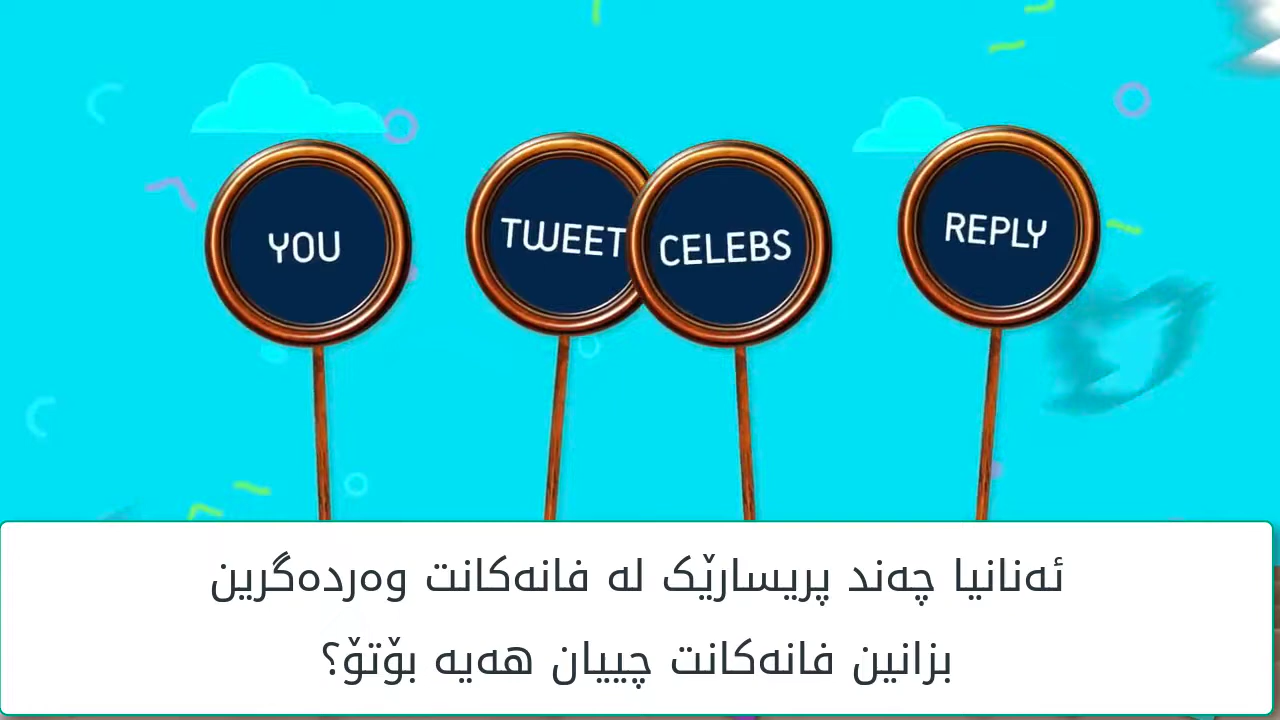 YOU
TWEET
CELEBS
REPLY
ئەنانیا چەند پریسارێک لە فانەکانت وەردەگرین
بزانین فانەکانت چییان هەیە بۆتۆ؟